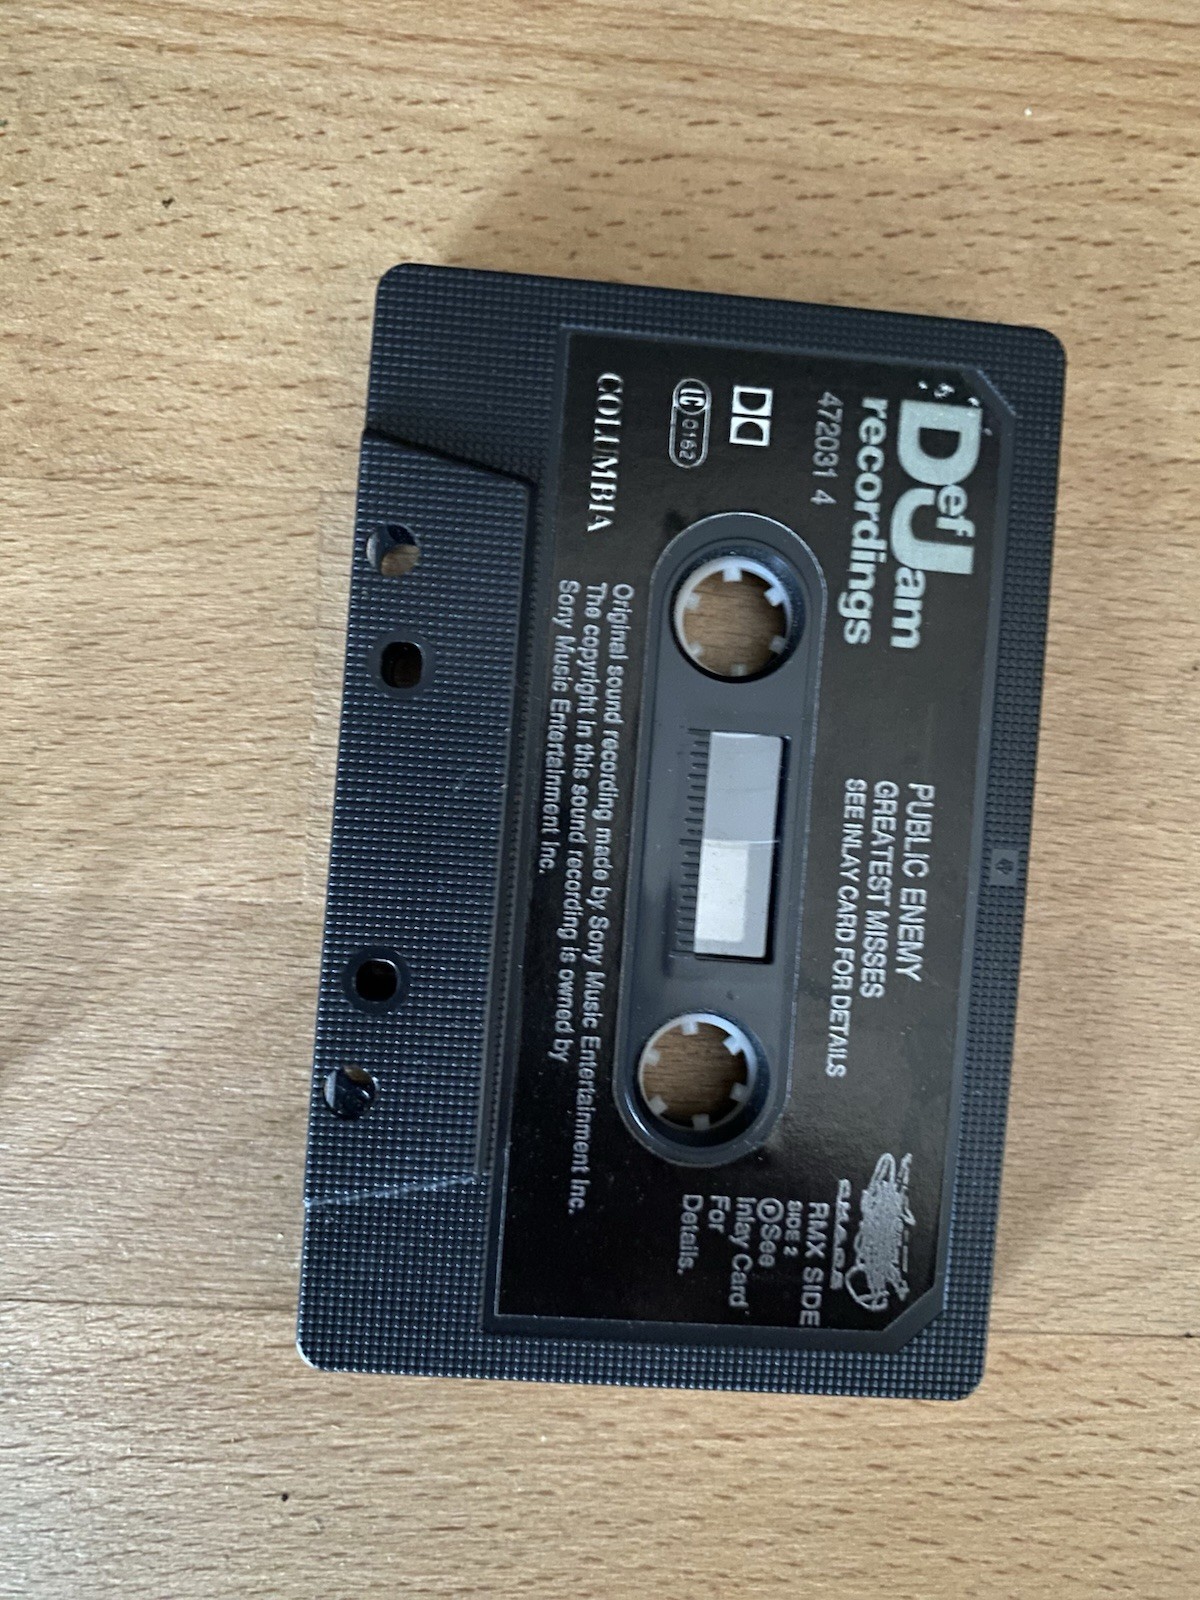 Def Jam
recordings
472031 4
PUBLIC ENEMY
GREATEST MISSES
SEE INLAY CARD FOR DETAILS
RMX SIDE
SIDE 2
Ⓟ See
Inlay Card
For
Details.
LC 0162
COLUMBIA
Original sound recording made by Sony Music Entertainment Inc.
The copyright in this sound recording is owned by
Sony Music Entertainment Inc.